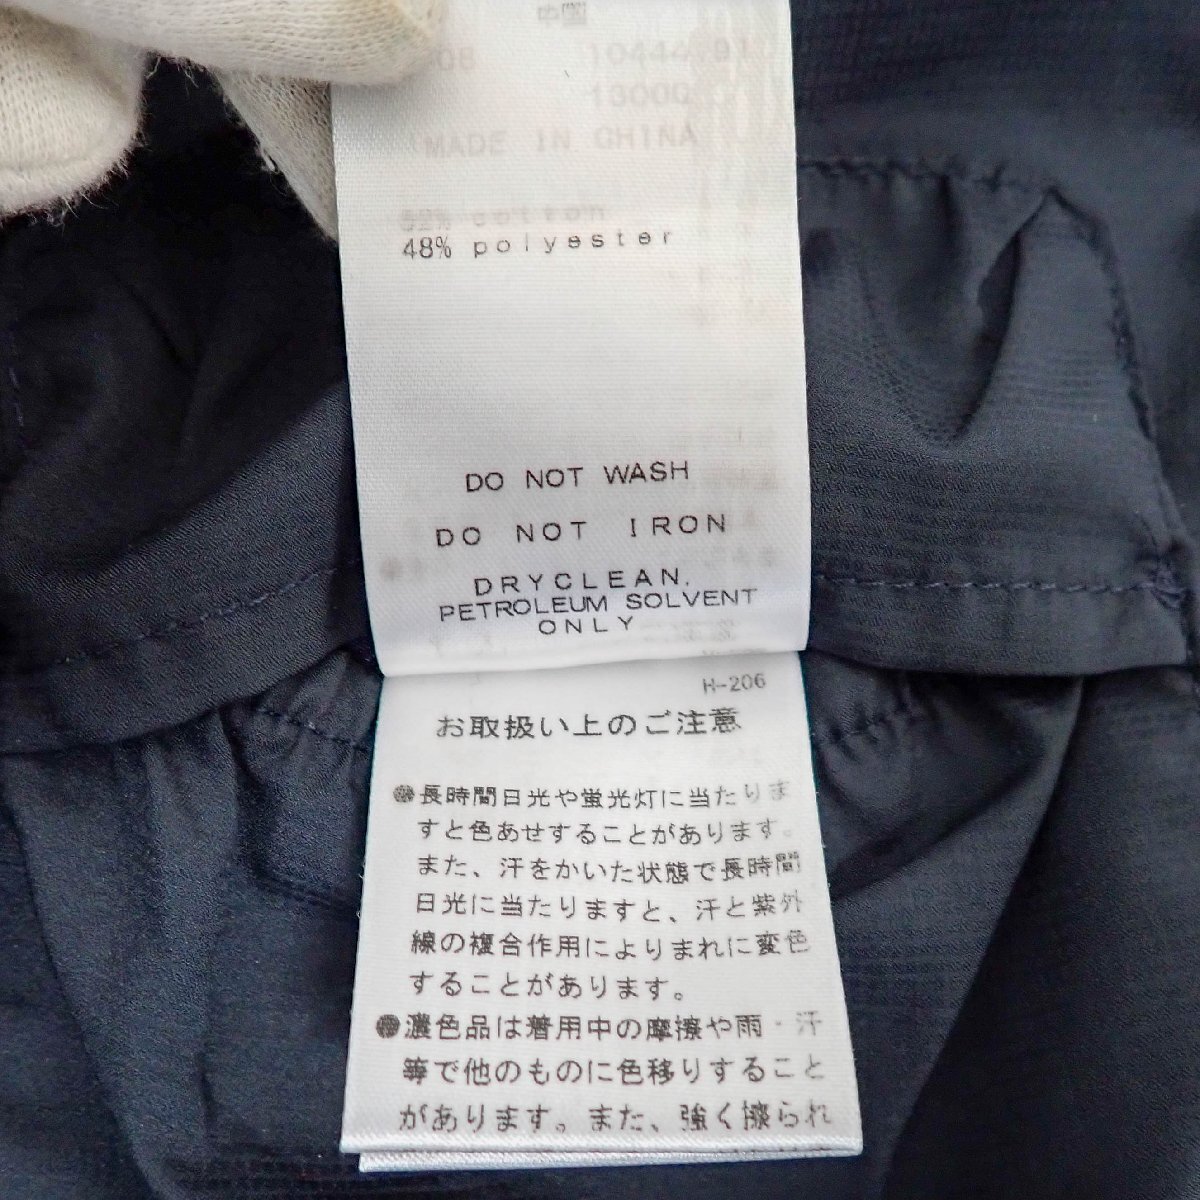 中国
MADE IN CHINA
52% cotton
48% polyester
DO NOT WASH
DO NOT IRON
DRYCLEAN.
PETROLEUM SOLVENT
ONLY
H-206
お取扱い上のご注意
●長時間日光や蛍光灯に当たりま
すと色あせすることがあります。
また、汗をかいた状態で長時間
日光に当たりますと、汗と紫外
線の複合作用によりまれに変色
することがあります。
●濃色品は着用中の摩擦や雨・汗
等で他のものに色移りすること
があります。また、強く擦られ